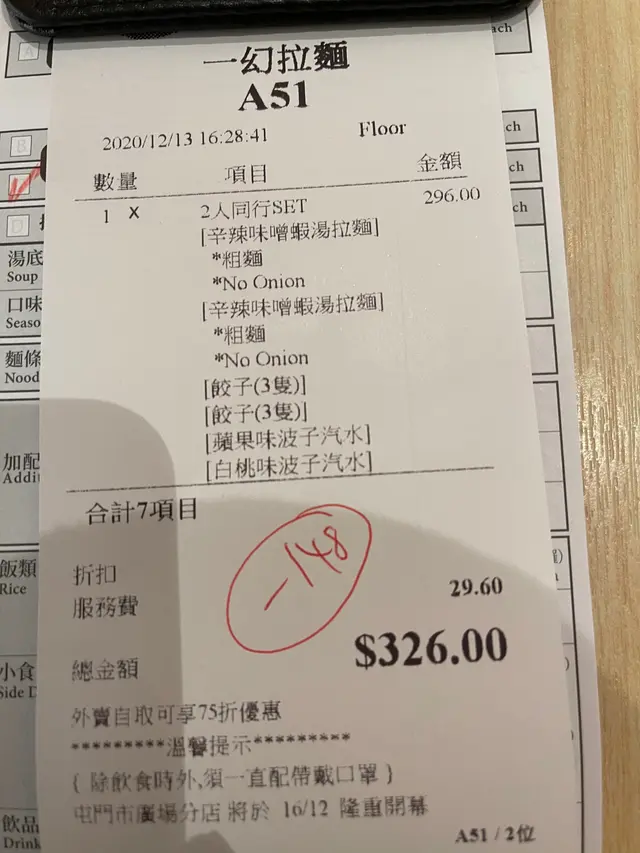 一幻拉麵
A51
2020/12/13 16:28:41 Floor
數量 項目 金額
1 X 2人同行SET 296.00
[辛辣味噌蝦湯拉麵]
*粗麵
*No Onion
[辛辣味噌蝦湯拉麵]
*粗麵
*No Onion
[餃子(3隻)]
[餃子(3隻)]
[蘋果味波子汽水]
[白桃味波子汽水]
合計7項目
-148
折扣
服務費 29.60
總金額 $326.00
外賣自取可享75折優惠
*********溫馨提示*********
( 除飲食時外,須一直配帶戴口罩 )
屯門市廣場分店 將於 16/12 隆重開幕
A51 / 2位
A
B
D
湯底
Soup
口味
Seaso
麵條
Nood
加配
Addit
飯類
Rice
小食
Side D
飲品
Drink
ach
ch
ch
ch